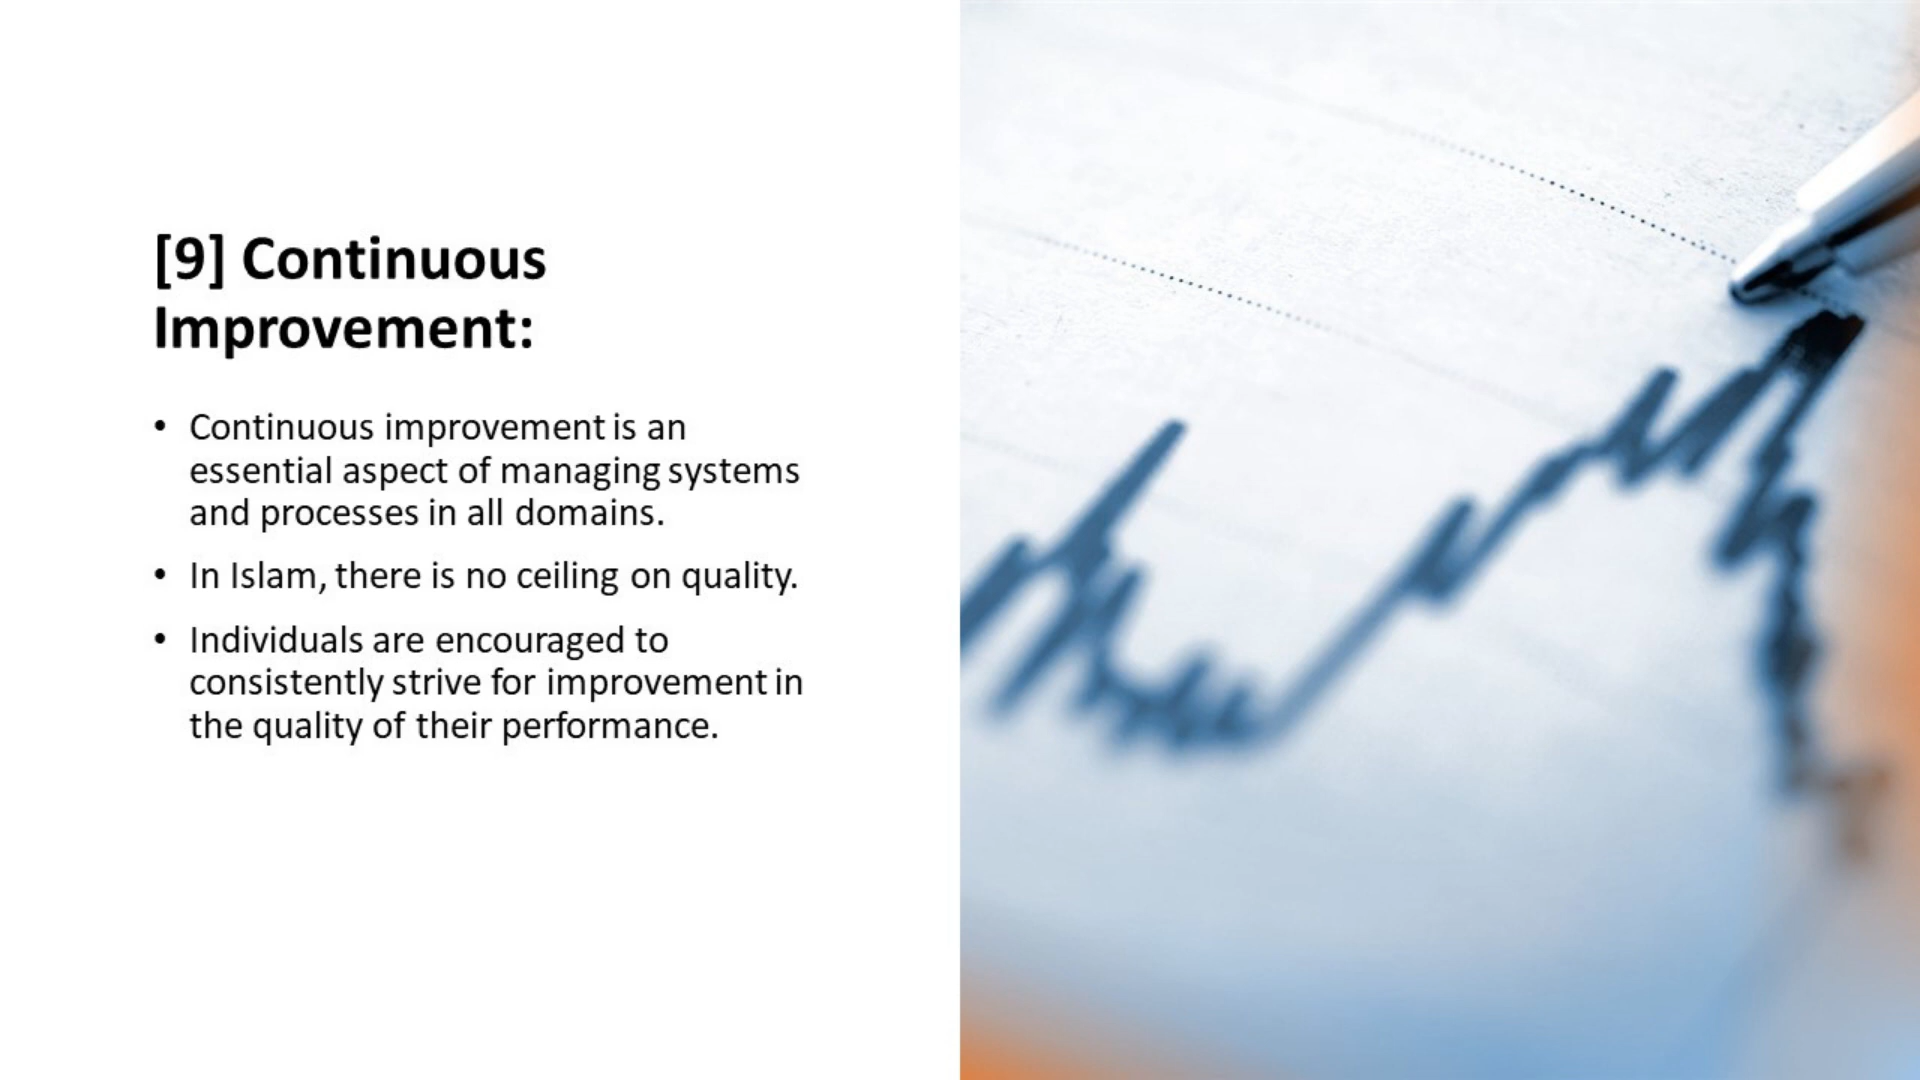 [9] Continuous
Improvement:
• Continuous improvement is an
essential aspect of managing systems
and processes in all domains.
• In Islam, there is no ceiling on quality.
• Individuals are encouraged to
consistently strive for improvement in
the quality of their performance.